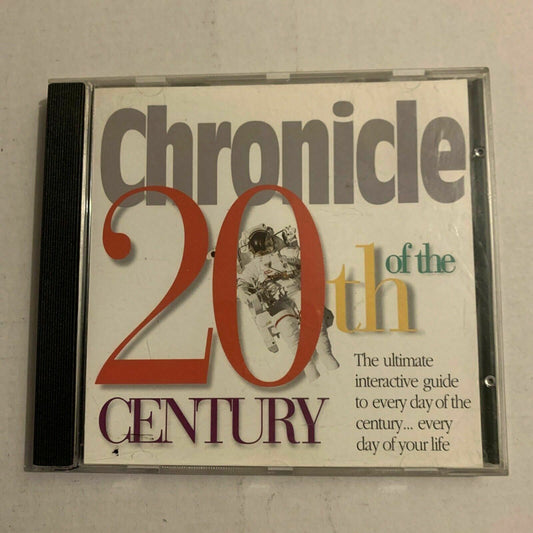 Chronicle
of the
20th
CENTURY
The ultimate
interactive guide
to every day of the
century... every
day of your life